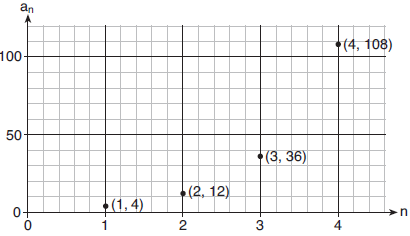 aₙ
100
(4, 108)
50
(3, 36)
(2, 12)
(1, 4)
0
n
0 1 2 3 4